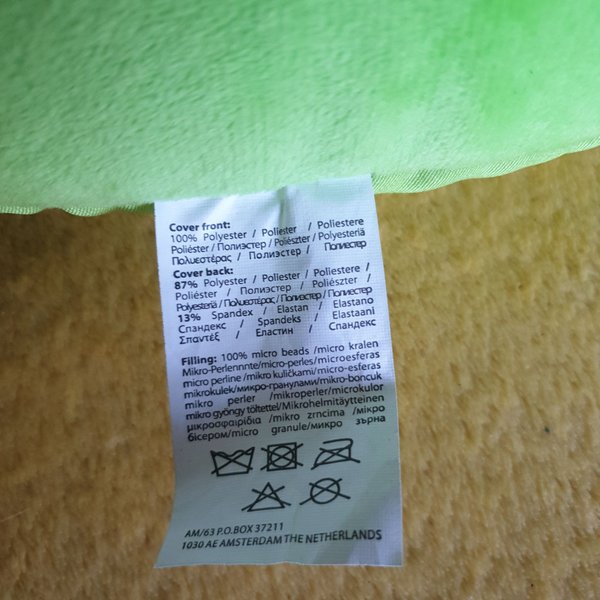 Cover front:
100% Polyester / Poliester / Poliestere
Poliéster / Полиэстер / Poliészter / Polyesteriä
Πολυεστέρας / Полиестер / Полиестер
Cover back:
87% Polyester / Poliester / Poliestere /
Poliéster / Полиэстер / Poliészter /
Polyesteriä / Πολυεστέρας / Полиестер / Полиестер
13% Spandex / Elastan / Elastano
Спандекс / Spandeks / Elastaani
Σπαντέξ / Еластин / Спандекс
Filling: 100% micro beads /micro kralen
Mikro-Perlennnte/micro-perles/microesferas
micro perline /mikro kuličkami/micro-esferas
mikrokulek/микро-гранулами/mikro-boncuk
mikro perler /mikroperler/microkulor
mikro gyöngy töltettel/Mikrohelmitäytteinen
μικροσφαιρίδια /mikro zrncima /мікро
бісером/micro granule/микро зърна
AM/63 P.O.BOX 37211
1030 AE AMSTERDAM THE NETHERLANDS